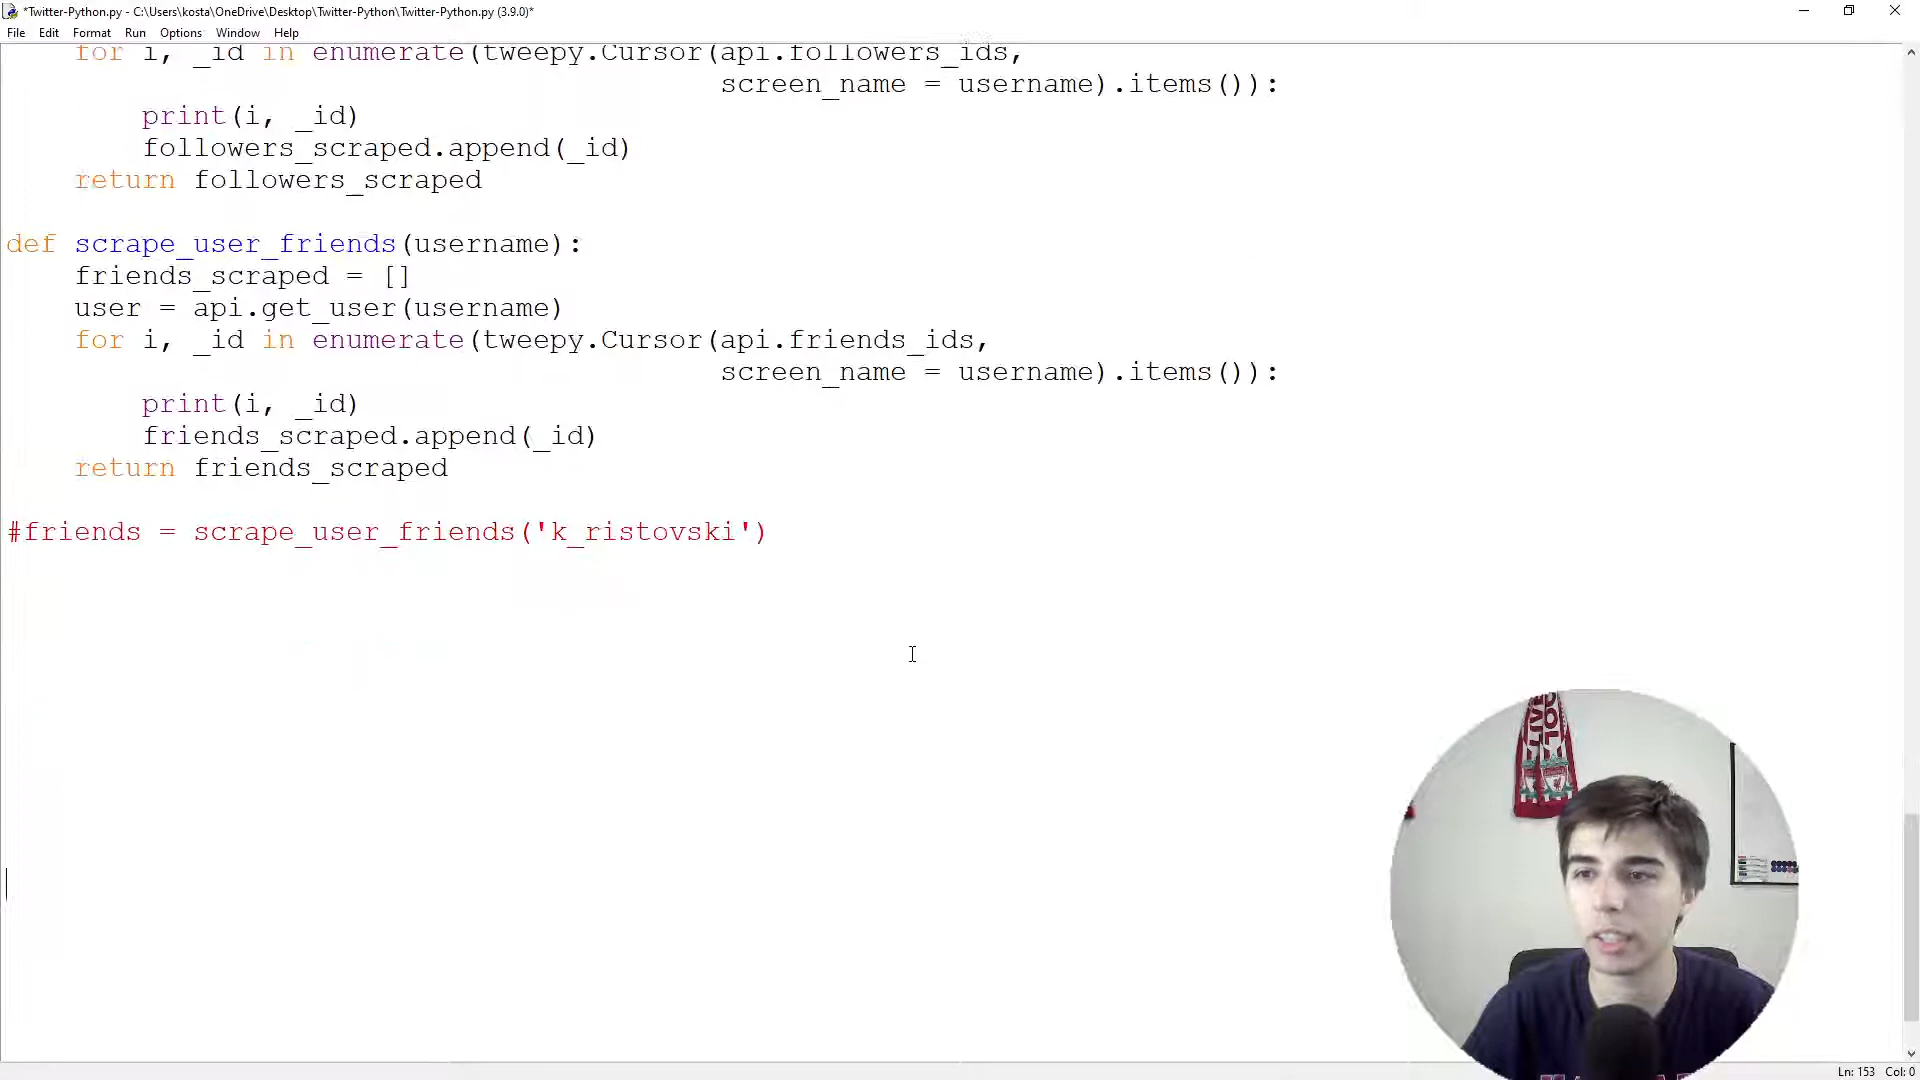 *Twitter-Python.py - C:\Users\kosta\OneDrive\Desktop\Twitter-Python\Twitter-Python.py (3.9.0)*
File Edit Format Run Options Window Help
for i, _id in enumerate(tweepy.Cursor(api.followers_ids,
screen_name = username).items()):
print(i, _id)
followers_scraped.append(_id)
return followers_scraped
def scrape_user_friends(username):
friends_scraped = []
user = api.get_user(username)
for i, _id in enumerate(tweepy.Cursor(api.friends_ids,
screen_name = username).items()):
print(i, _id)
friends_scraped.append(_id)
return friends_scraped
#friends = scrape_user_friends('k_ristovski')
Ln: 153 Col: 0